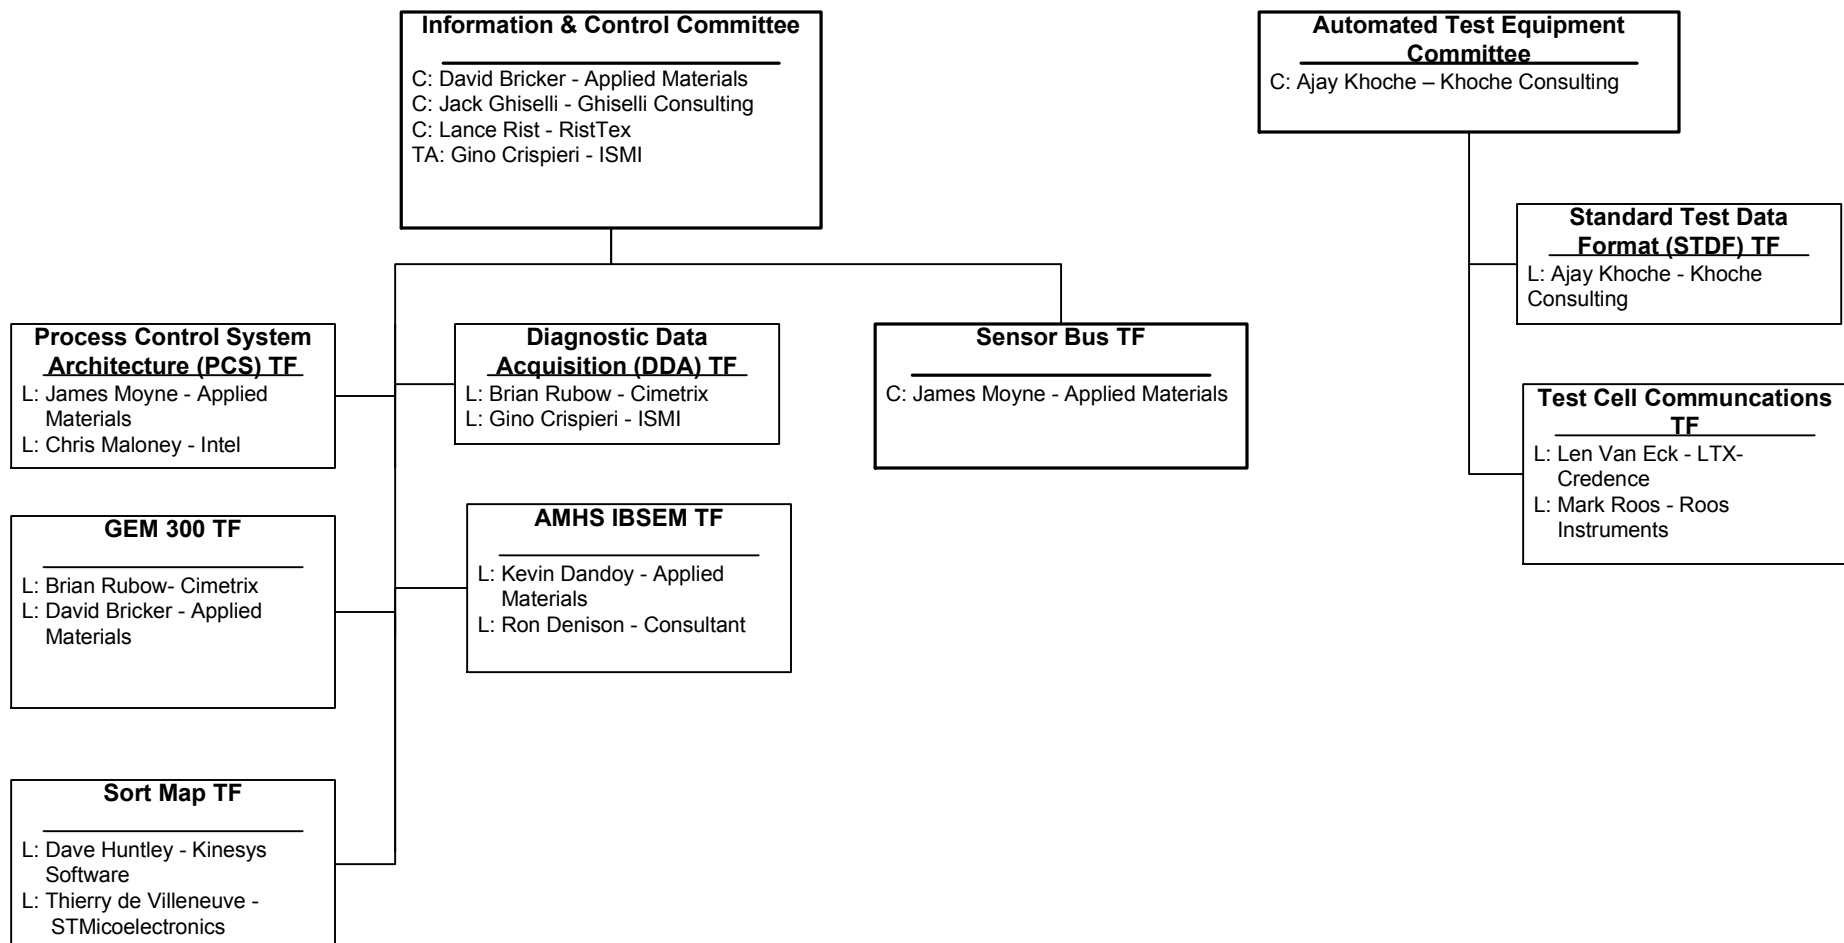 Information & Control Committee
C: David Bricker - Applied Materials
C: Jack Ghiselli - Ghiselli Consulting
C: Lance Rist - RistTex
TA: Gino Crispieri - ISMI
Automated Test Equipment
Committee
C: Ajay Khoche – Khoche Consulting
Standard Test Data
Format (STDF) TF
L: Ajay Khoche - Khoche
Consulting
Process Control System
Architecture (PCS) TF
L: James Moyne - Applied
Materials
L: Chris Maloney - Intel
Diagnostic Data
Acquisition (DDA) TF
L: Brian Rubow - Cimetrix
L: Gino Crispieri - ISMI
Sensor Bus TF
C: James Moyne - Applied Materials
Test Cell Communcations
TF
L: Len Van Eck - LTX-
Credence
L: Mark Roos - Roos
Instruments
GEM 300 TF
L: Brian Rubow- Cimetrix
L: David Bricker - Applied
Materials
AMHS IBSEM TF
L: Kevin Dandoy - Applied
Materials
L: Ron Denison - Consultant
Sort Map TF
L: Dave Huntley - Kinesys
Software
L: Thierry de Villeneuve -
STMicoelectronics